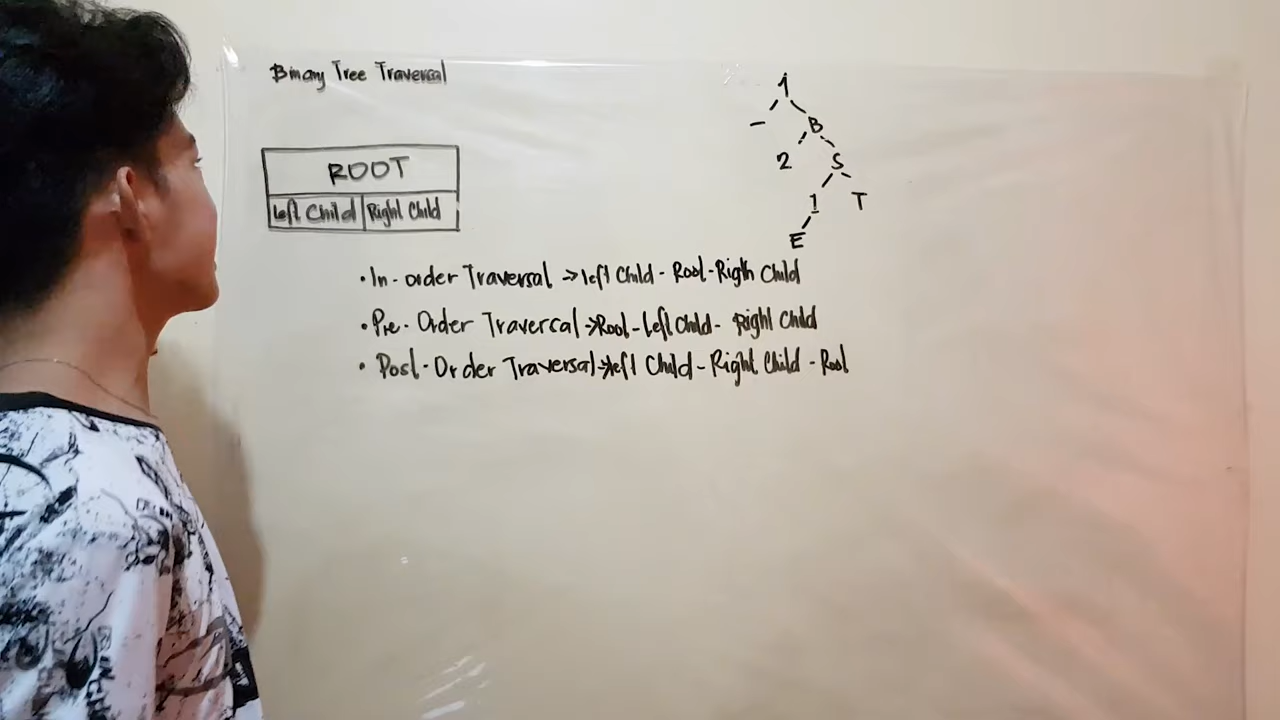 Binary Tree Traversal
ROOT
Left Child Right Child
1
– B
2 S
1 T
E
• In-order Traversal → left Child - Root - Rigth Child
• Pre-Order Traversal → Root - Left Child - Right Child
• Post-Order Traversal → left Child - Right Child - Root